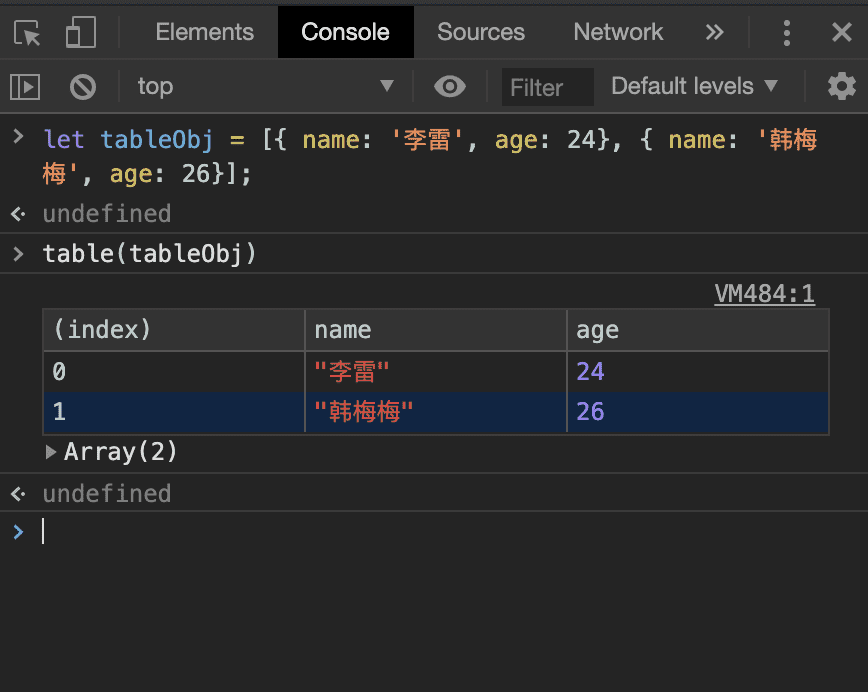 Elements Console Sources Network »
top ▼ Filter Default levels ▼
> let tableObj = [{ name: '李雷', age: 24}, { name: '韩梅
梅', age: 26}];
undefined
> table(tableObj)
VM484:1
(index) name age
0 "李雷" 24
1 "韩梅梅" 26
▶ Array(2)
undefined
>